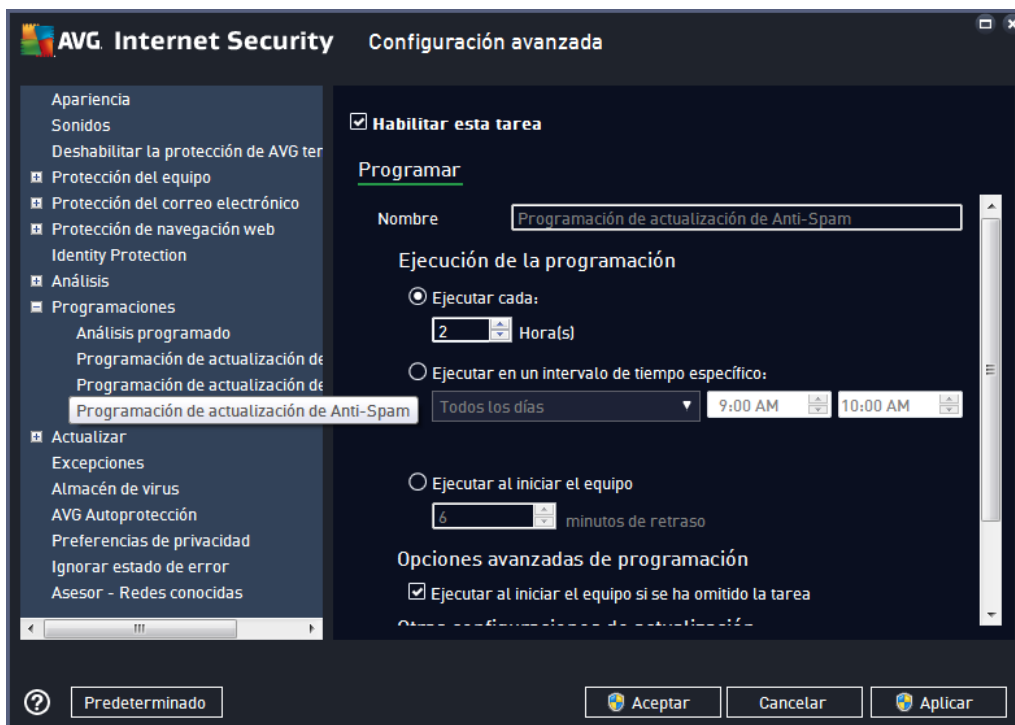 AVG. Internet Security Configuración avanzada
Apariencia
Sonidos
Deshabilitar la protección de AVG ter
Protección del equipo
Protección del correo electrónico
Protección de navegación web
Identity Protection
Análisis
Programaciones
Análisis programado
Programación de actualización de
Programación de actualización de
Programación de actualización de Anti-Spam
Actualizar
Excepciones
Almacén de virus
AVG Autoprotección
Preferencias de privacidad
Ignorar estado de error
Asesor - Redes conocidas
Habilitar esta tarea
Programar
Nombre Programación de actualización de Anti-Spam
Ejecución de la programación
Ejecutar cada:
2 Hora(s)
Ejecutar en un intervalo de tiempo específico:
Todos los días 9:00 AM 10:00 AM
Ejecutar al iniciar el equipo
6 minutos de retraso
Opciones avanzadas de programación
Ejecutar al iniciar el equipo si se ha omitido la tarea
Otras configuraciones de actualización
Predeterminado Aceptar Cancelar Aplicar